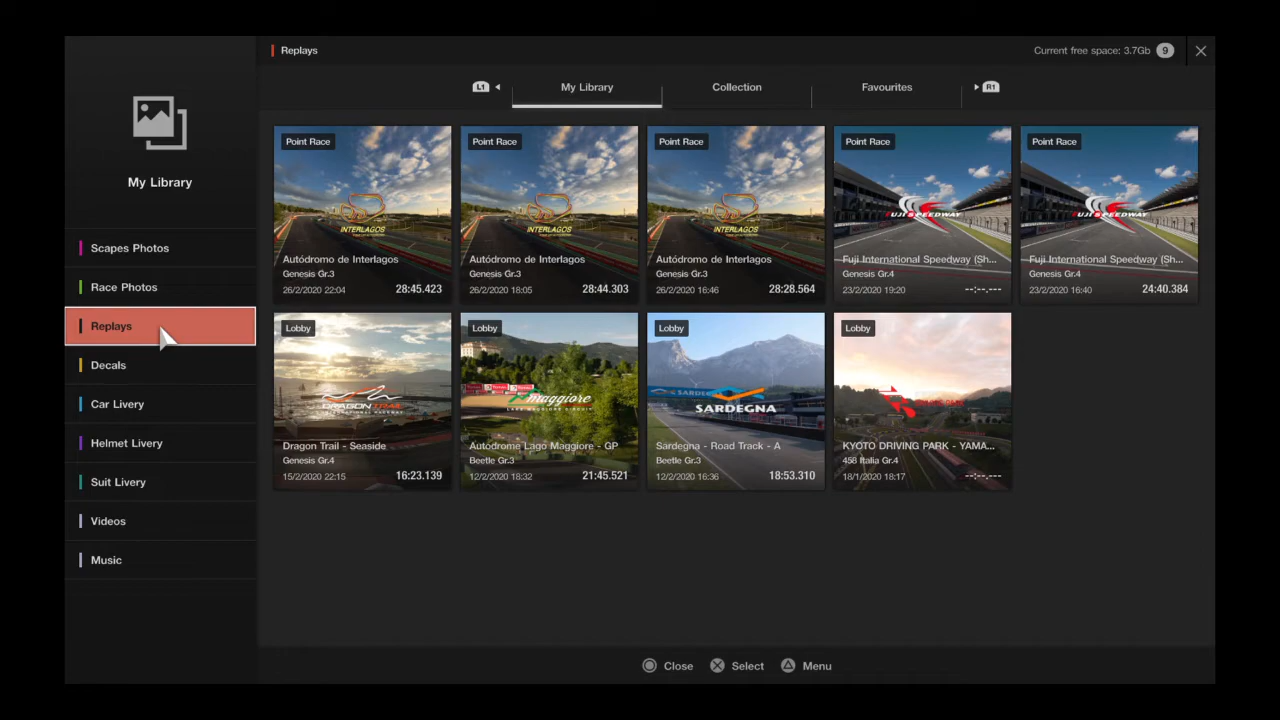 Replays
Current free space: 3.7Gb 9
L1 My Library Collection Favourites R1
My Library
Scapes Photos
Race Photos
Replays
Decals
Car Livery
Helmet Livery
Suit Livery
Videos
Music
Point Race
INTERLAGOS
Autódromo de Interlagos
Genesis Gr.3
26/2/2020 22:04 28:45.423
Point Race
INTERLAGOS
Autódromo de Interlagos
Genesis Gr.3
26/2/2020 18:05 28:44.303
Point Race
INTERLAGOS
Autódromo de Interlagos
Genesis Gr.3
26/2/2020 16:46 28:28.564
Point Race
FUJI SPEEDWAY
Fuji International Speedway (Sh...
Genesis Gr.4
23/2/2020 19:20 --:--.---
Point Race
FUJI SPEEDWAY
Fuji International Speedway (Sh...
Genesis Gr.4
23/2/2020 16:40 24:40.384
Lobby
DRAGON TRAIL
Dragon Trail - Seaside
Genesis Gr.4
15/2/2020 22:15 16:23.139
Lobby
maggiore
LAKE MAGGIORE CIRCUIT
Autodrome Lago Maggiore - GP
Beetle Gr.3
12/2/2020 18:32 21:45.521
Lobby
SARDEGNA
Sardegna - Road Track - A
Beetle Gr.3
12/2/2020 16:36 18:53.310
Lobby
KYOTO DRIVING PARK - YAMA...
458 Italia Gr.4
18/1/2020 18:17 --:--.---
Close Select Menu